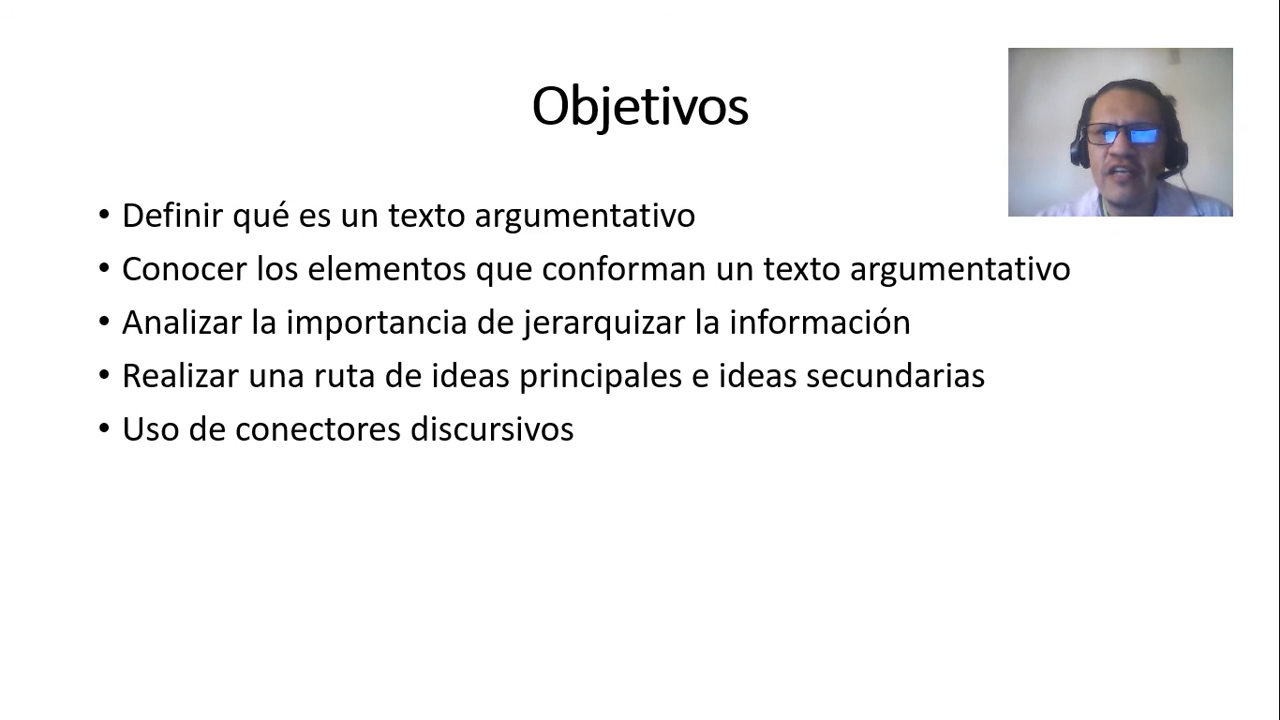 Objetivos
• Definir qué es un texto argumentativo
• Conocer los elementos que conforman un texto argumentativo
• Analizar la importancia de jerarquizar la información
• Realizar una ruta de ideas principales e ideas secundarias
• Uso de conectores discursivos